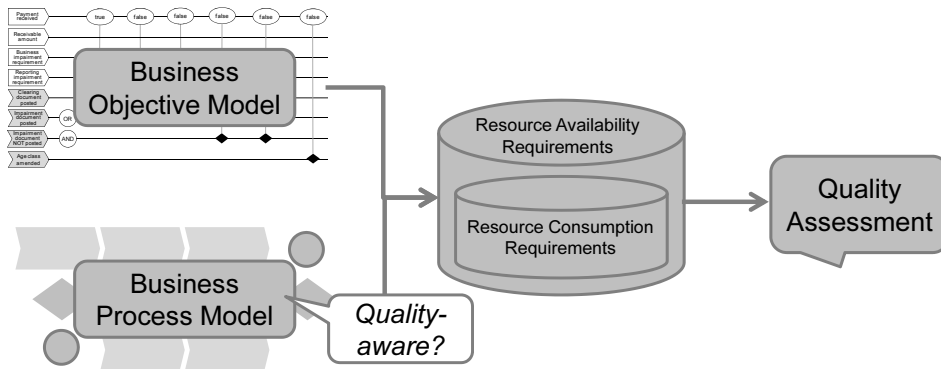 Payment
received
true
false
false
false
false
false
Receivable
amount
Business
impairment
requirement
Reporting
impairment
requirement
Clearing
document
posted
Impairment
document
posted
OR
Impairment
document
NOT posted
AND
Age class
amended
Business
Objective Model
Business
Process Model
Quality-
aware?
Resource Availability
Requirements
Resource Consumption
Requirements
Quality
Assessment